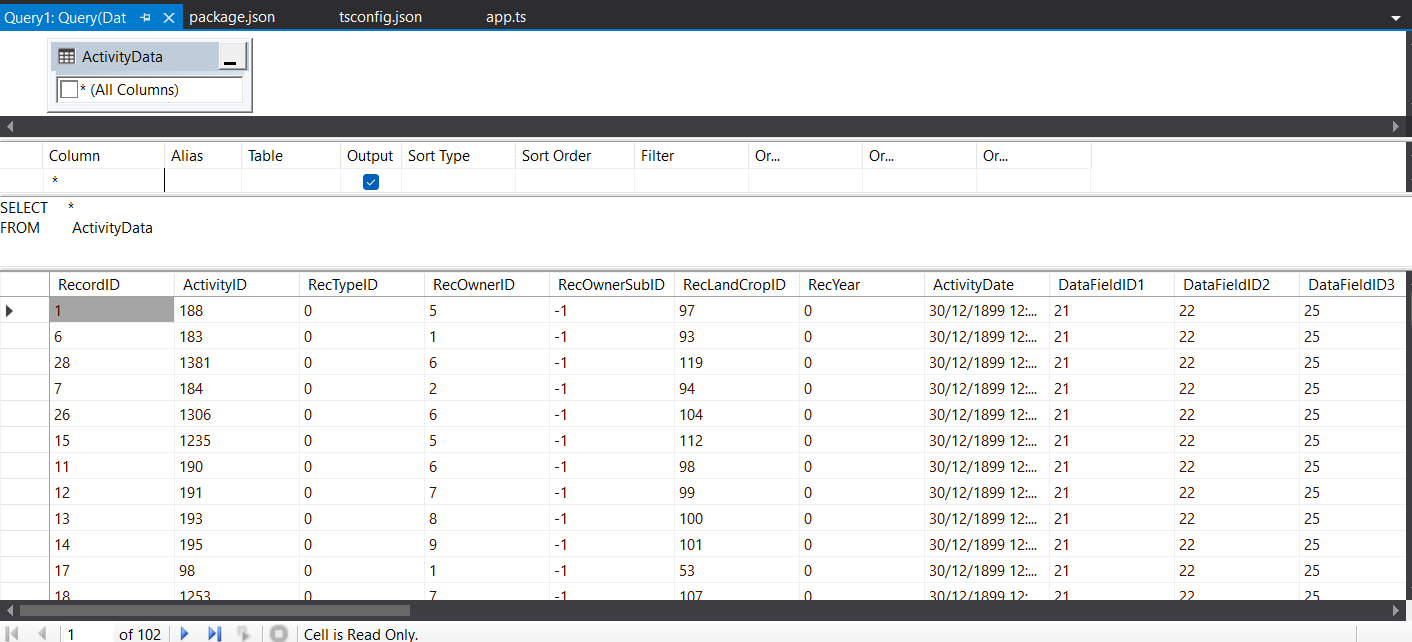 Query1: Query(Dat package.json tsconfig.json app.ts
ActivityData
* (All Columns)
Column Alias Table Output Sort Type Sort Order Filter Or... Or... Or...
*
SELECT *
FROM ActivityData
RecordID ActivityID RecTypeID RecOwnerID RecOwnerSubID RecLandCropID RecYear ActivityDate DataFieldID1 DataFieldID2 DataFieldID3
1 188 0 5 -1 97 0 30/12/1899 12:... 21 22 25
6 183 0 1 -1 93 0 30/12/1899 12:... 21 22 25
28 1381 0 6 -1 119 0 30/12/1899 12:... 21 22 25
7 184 0 2 -1 94 0 30/12/1899 12:... 21 22 25
26 1306 0 6 -1 104 0 30/12/1899 12:... 21 22 25
15 1235 0 5 -1 112 0 30/12/1899 12:... 21 22 25
11 190 0 6 -1 98 0 30/12/1899 12:... 21 22 25
12 191 0 7 -1 99 0 30/12/1899 12:... 21 22 25
13 193 0 8 -1 100 0 30/12/1899 12:... 21 22 25
14 195 0 9 -1 101 0 30/12/1899 12:... 21 22 25
17 98 0 1 -1 53 0 30/12/1899 12:... 21 22 25
18 1253 0 7 -1 107 0 30/12/1899 12:... 21 22 25
1 of 102 Cell is Read Only.